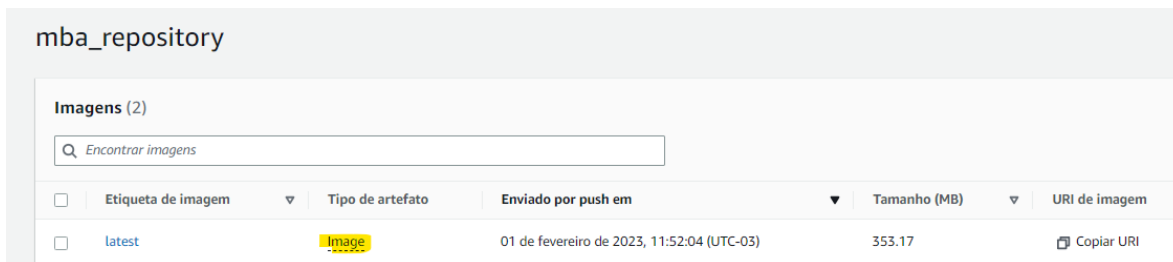 mba_repository
Imagens (2)
Encontrar imagens
Etiqueta de imagem Tipo de artefato Enviado por push em Tamanho (MB) URI de imagem
latest Image 01 de fevereiro de 2023, 11:52:04 (UTC-03) 353.17 Copiar URI